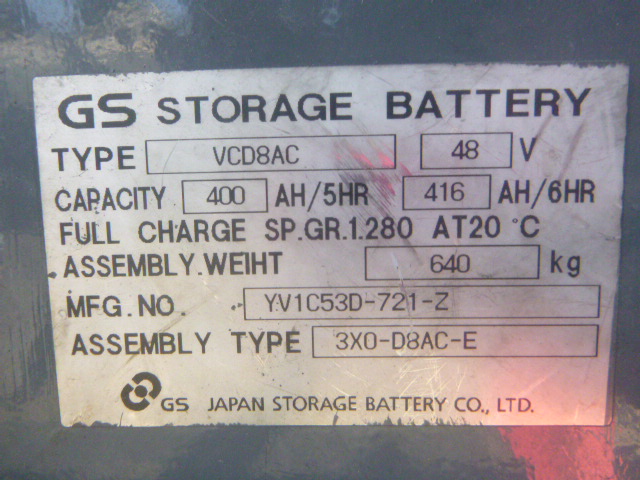 GS STORAGE BATTERY
TYPE VCD8AC 48 V
CAPACITY 400 AH/5HR 416 AH/6HR
FULL CHARGE SP.GR.1.280 AT20 °C
ASSEMBLY.WEIHT 640 kg
MFG.NO. YV1C53D-721-Z
ASSEMBLY TYPE 3X0-D8AC-E
GS JAPAN STORAGE BATTERY CO., LTD.